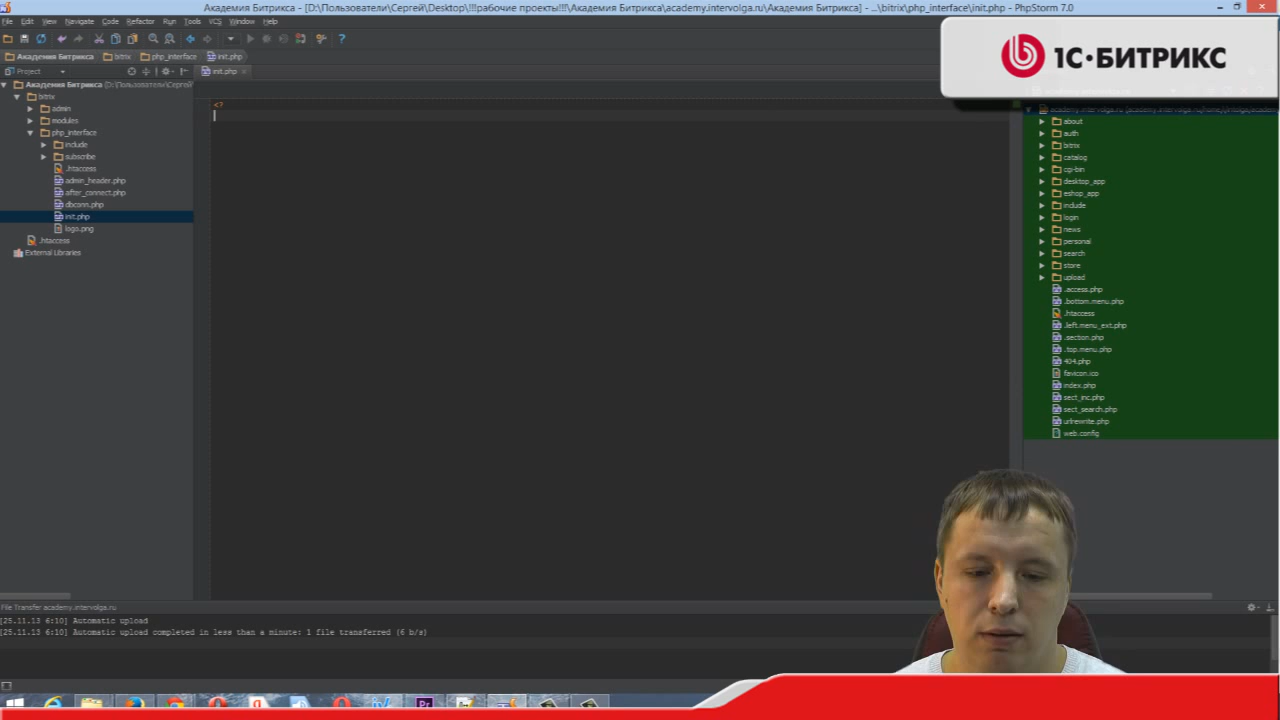 Академия Битрикса - [D:\Пользователи\Сергей\Desktop\!!!рабочие проекты!!!\Академия Битрикса\academy.intervolga.ru\Академия Битрикса] - ...\bitrix\php_interface\init.php - PhpStorm 7.0
File Edit View Navigate Code Refactor Run Tools VCS Window Help
1С·БИТРИКС
Академия Битрикса bitrix php_interface init.php
Project
init.php
Академия Битрикса (D:\Пользователи\Сергей\
bitrix
admin
modules
php_interface
include
subscribe
.htaccess
admin_header.php
after_connect.php
dbconn.php
init.php
logo.png
.htaccess
External Libraries
<?
about
auth
bitrix
catalog
cgi-bin
desktop_app
eshop_app
include
login
news
personal
search
store
upload
.access.php
.bottom.menu.php
.htaccess
.left.menu_ext.php
.section.php
.top.menu.php
404.php
favicon.ico
index.php
sect_inc.php
sect_search.php
urlrewrite.php
web.config
File Transfer academy.intervolga.ru
[25.11.13 6:10] Automatic upload
[25.11.13 6:10] Automatic upload completed in less than a minute: 1 file transferred (6 b/s)
Pr